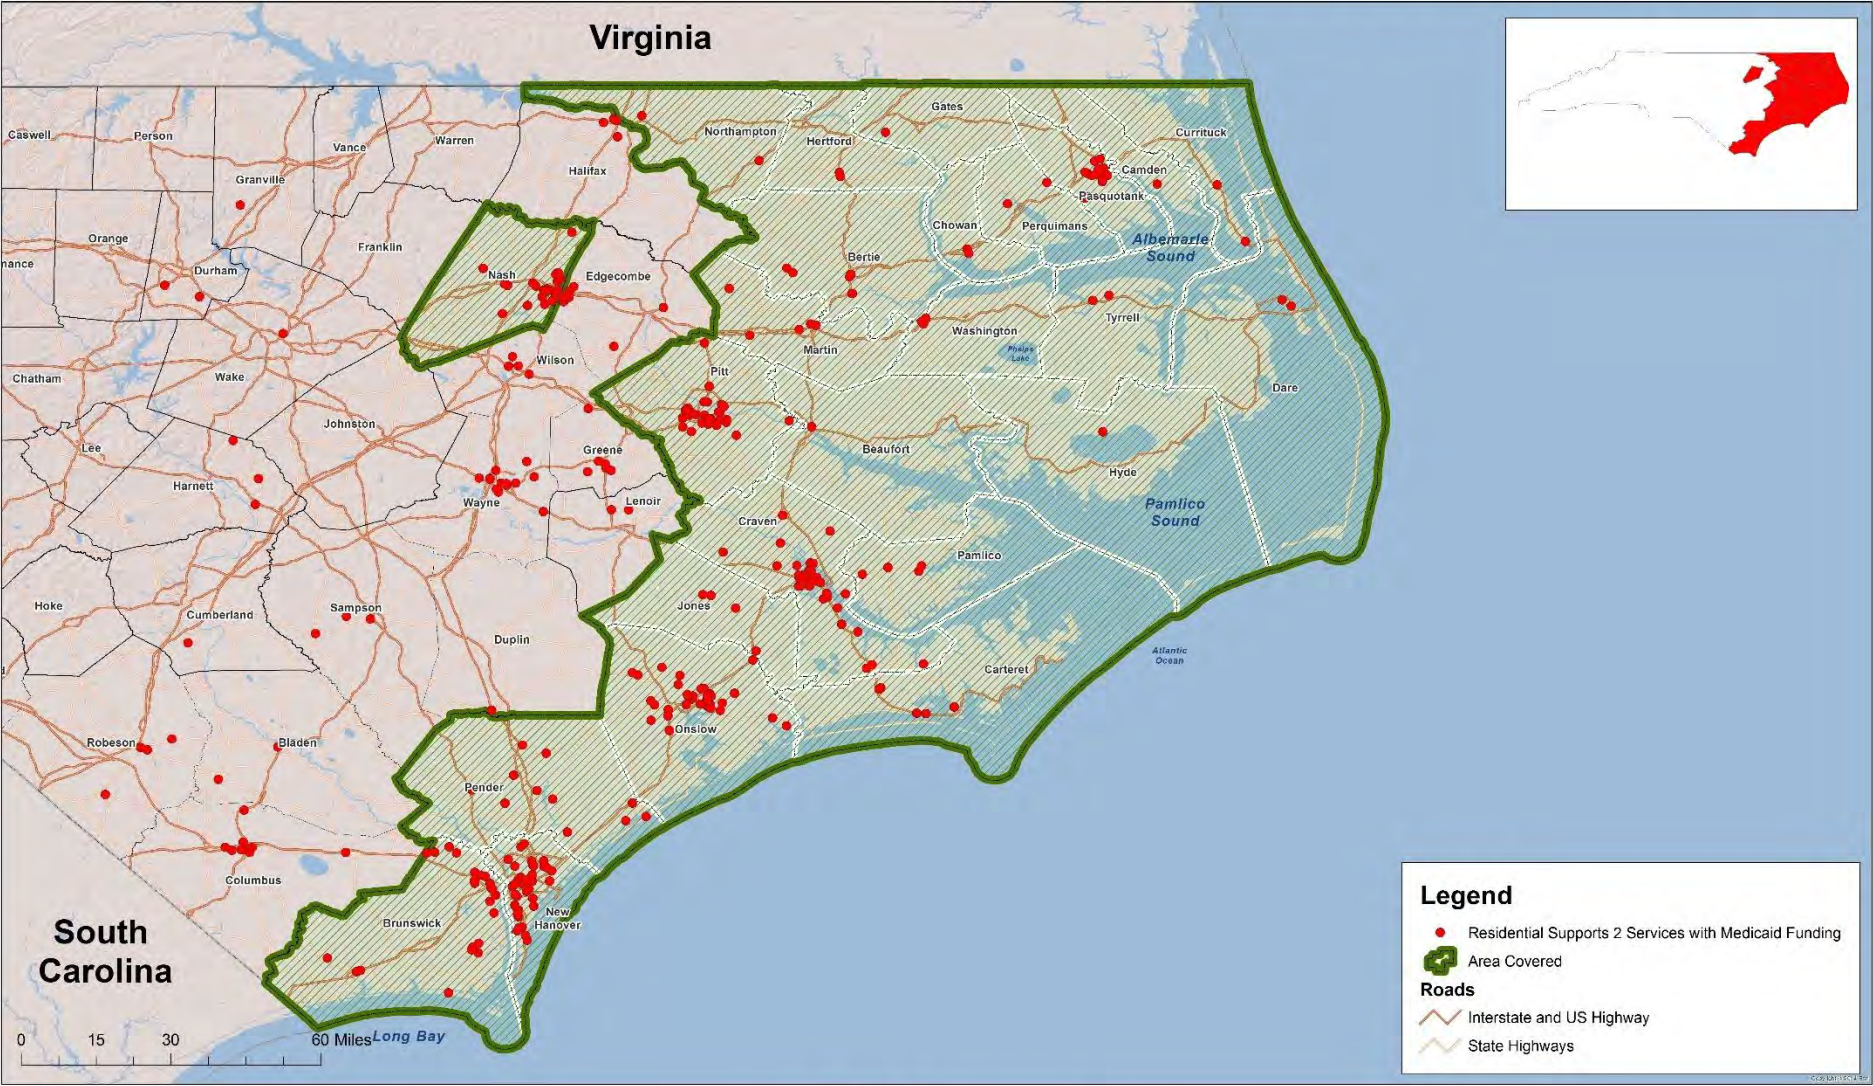 Virginia
Gates
Northampton
Hertford
Currituck
Caswell
Person
Vance
Warren
Halifax
Camden
Granville
Pasquotank
Chowan
Perquimans
Orange
Franklin
Albemarle
Sound
Bertie
mance
Durham
Nash
Edgecombe
Tyrrell
Washington
Martin
Phelps
Lake
Wilson
Pitt
Chatham
Wake
Dare
Johnston
Lee
Greene
Beaufort
Hyde
Harnett
Wayne
Lenoir
Pamlico
Sound
Craven
Pamlico
Hoke
Cumberland
Sampson
Jones
Duplin
Atlantic
Ocean
Carteret
Onslow
Robeson
Bladen
Pender
Columbus
Brunswick
New
Hanover
South
Carolina
Long Bay
0 15 30 60 Miles
Legend
Residential Supports 2 Services with Medicaid Funding
Area Covered
Roads
Interstate and US Highway
State Highways